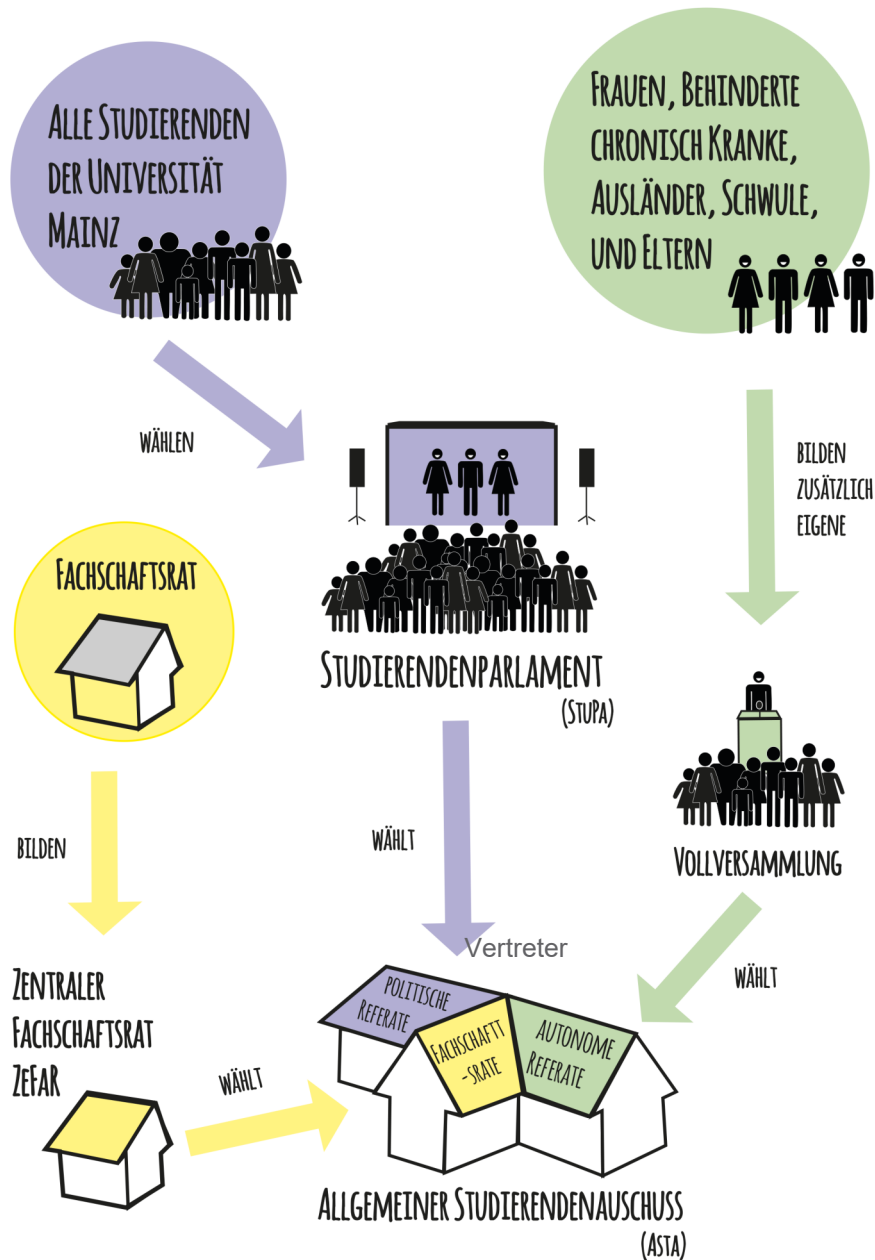 ALLE STUDIERENDEN
DER UNIVERSITÄT
MAINZ
FRAUEN, BEHINDERTE
CHRONISCH KRANKE,
AUSLÄNDER, SCHWULE,
UND ELTERN
WÄHLEN
BILDEN
ZUSÄTZLICH
EIGENE
FACHSCHAFTSRAT
STUDIERENDENPARLAMENT
(STUPA)
BILDEN
WÄHLT
VOLLVERSAMMLUNG
Vertreter
WÄHLT
ZENTRALER
FACHSCHAFTSRAT
ZEFAR
WÄHLT
POLITISCHE
REFERATE
FACHSCHAFTT
-SRATE
AUTONOME
REFERATE
ALLGEMEINER STUDIERENDENAUSCHUSS
(ASTA)